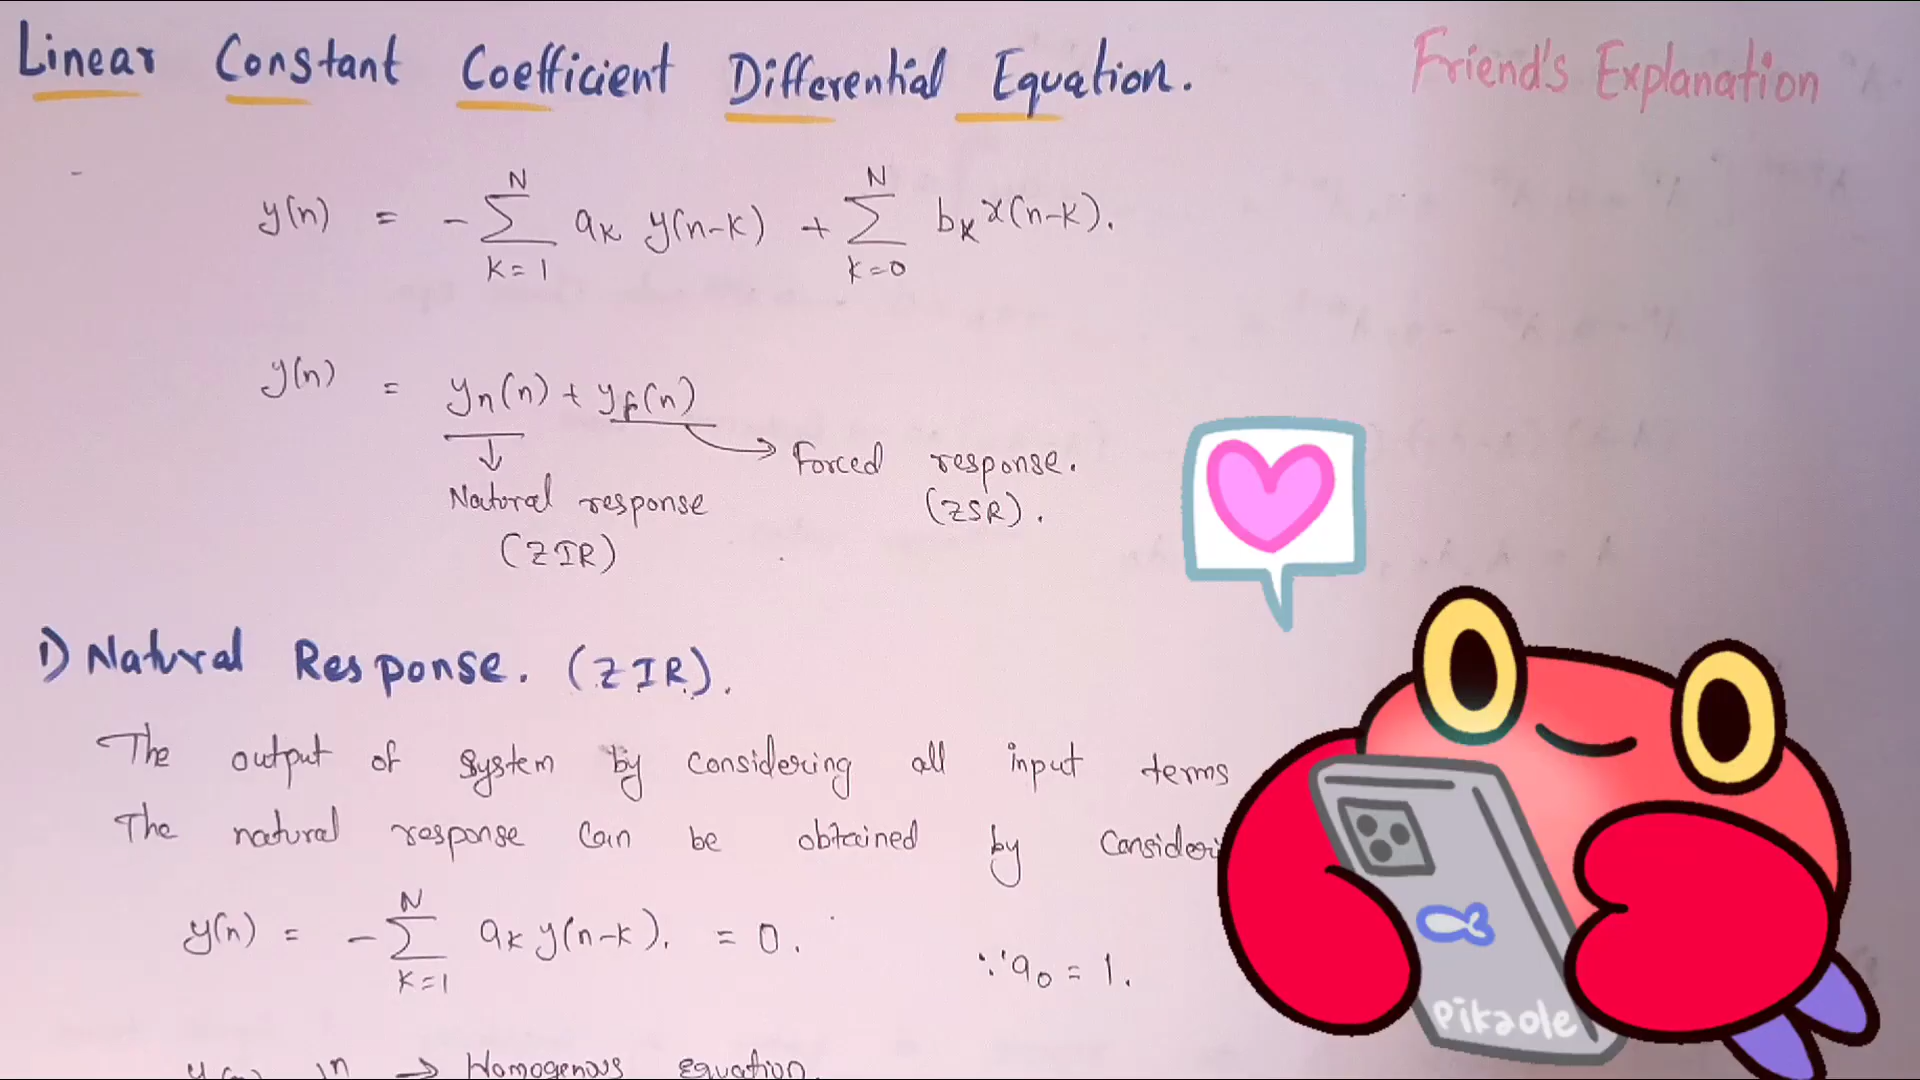 Linear Constant Coefficient Differential Equation.
Friend's Explanation
y(n) = - Σ_{k=1}^{N} a_k y(n-k) + Σ_{k=0}^{N} b_k x(n-k).
y(n) = y_n(n) + y_f(n)
↓ → Forced response.
Natural response (ZSR).
(ZIR)
1) Natural Response. (ZIR).
The output of system by considering all input terms
The natural response can be obtained by Consideri
y(n) = - Σ_{k=1}^{N} a_k y(n-k). = 0.
∵ a_0 = 1.
→ Homogenous equation.
pikaole